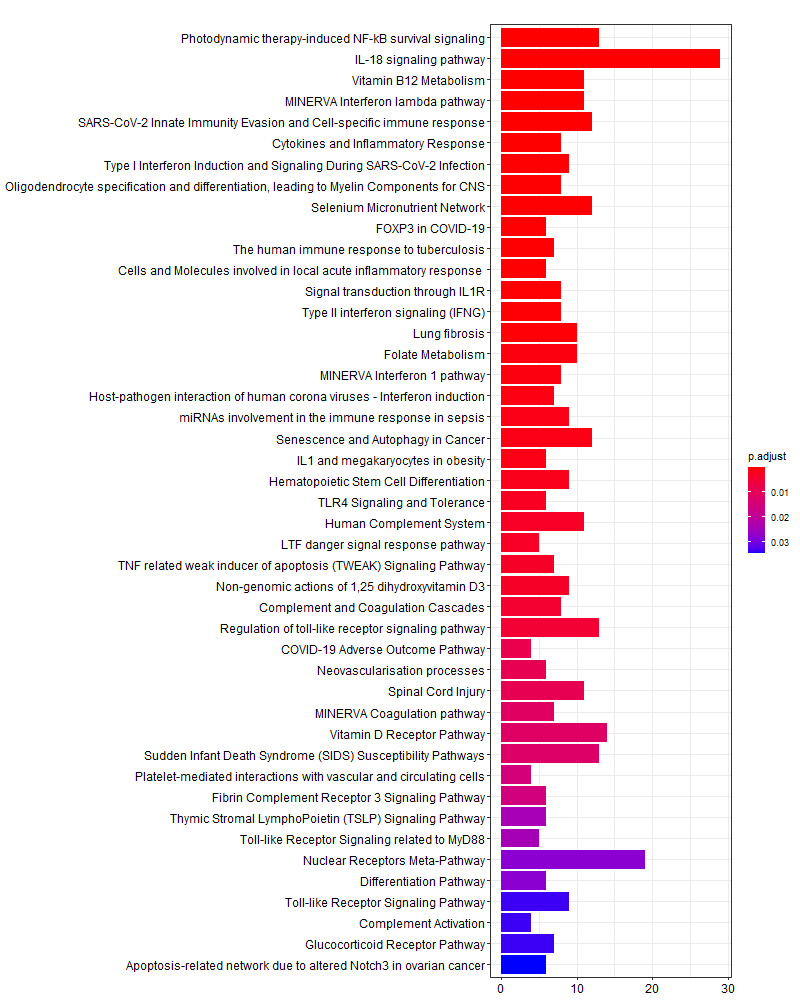 Photodynamic therapy-induced NF-kB survival signaling
IL-18 signaling pathway
Vitamin B12 Metabolism
MINERVA Interferon lambda pathway
SARS-CoV-2 Innate Immunity Evasion and Cell-specific immune response
Cytokines and Inflammatory Response
Type I Interferon Induction and Signaling During SARS-CoV-2 Infection
Oligodendrocyte specification and differentiation, leading to Myelin Components for CNS
Selenium Micronutrient Network
FOXP3 in COVID-19
The human immune response to tuberculosis
Cells and Molecules involved in local acute inflammatory response
Signal transduction through IL1R
Type II interferon signaling (IFNG)
Lung fibrosis
Folate Metabolism
MINERVA Interferon 1 pathway
Host-pathogen interaction of human corona viruses - Interferon induction
miRNAs involvement in the immune response in sepsis
Senescence and Autophagy in Cancer
IL1 and megakaryocytes in obesity
Hematopoietic Stem Cell Differentiation
TLR4 Signaling and Tolerance
Human Complement System
LTF danger signal response pathway
TNF related weak inducer of apoptosis (TWEAK) Signaling Pathway
Non-genomic actions of 1,25 dihydroxyvitamin D3
Complement and Coagulation Cascades
Regulation of toll-like receptor signaling pathway
COVID-19 Adverse Outcome Pathway
Neovascularisation processes
Spinal Cord Injury
MINERVA Coagulation pathway
Vitamin D Receptor Pathway
Sudden Infant Death Syndrome (SIDS) Susceptibility Pathways
Platelet-mediated interactions with vascular and circulating cells
Fibrin Complement Receptor 3 Signaling Pathway
Thymic Stromal LymphoPoietin (TSLP) Signaling Pathway
Toll-like Receptor Signaling related to MyD88
Nuclear Receptors Meta-Pathway
Differentiation Pathway
Toll-like Receptor Signaling Pathway
Complement Activation
Glucocorticoid Receptor Pathway
Apoptosis-related network due to altered Notch3 in ovarian cancer
0 10 20 30
p.adjust
0.01
0.02
0.03